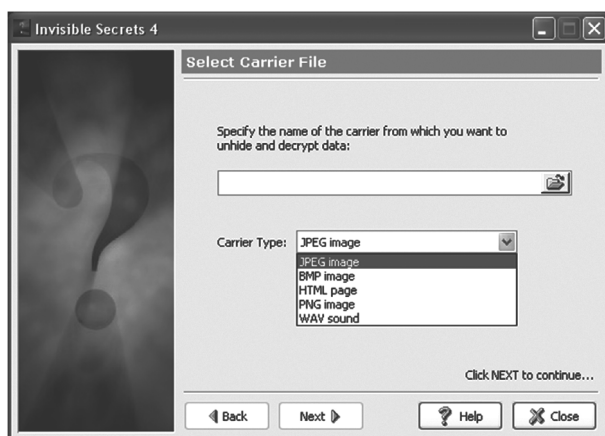 Invisible Secrets 4
Select Carrier File
Specify the name of the carrier from which you want to
unhide and decrypt data:
Carrier Type: JPEG image
JPEG image
BMP image
HTML page
PNG image
WAV sound
Click NEXT to continue...
Back Next Help Close